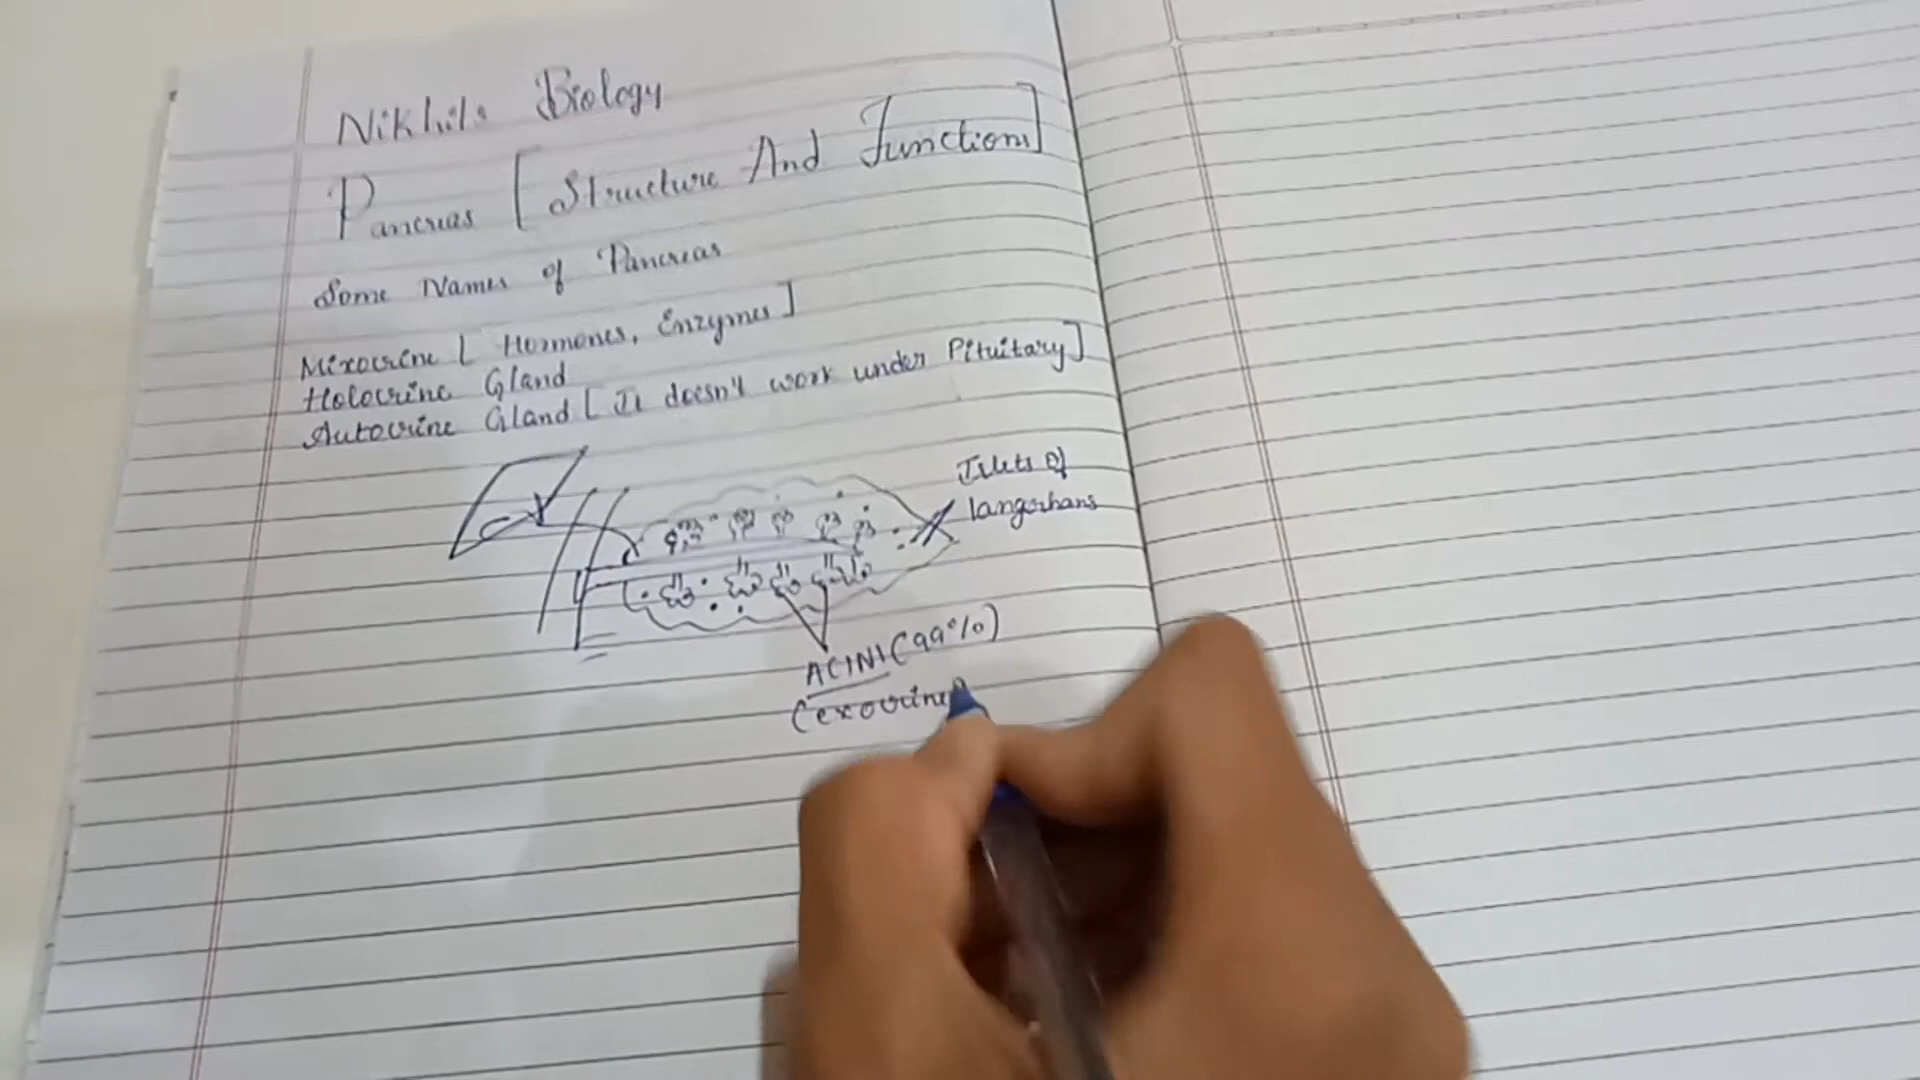 Nikhils Biology
Pancreas [Structure And Functions]
Some Names of Pancreas
Mixocrine [Hormones, Enzymes]
Holocrine Gland
Autocrine Gland [It doesn't work under Pituitary]
Islets Of
langerhans
ACINI (99%)
(exocrine)